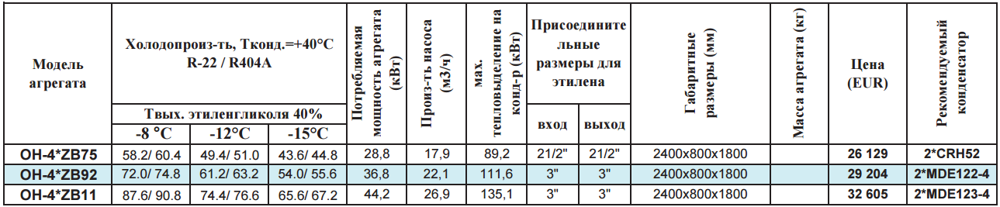 Модель агрегата
Холодопроиз-ть, Тконд.=+40°C
R-22 / R404A
Твых. этиленгликоля 40%
-8 °C -12°C -15°C
Потребляемая
мощность агрегата
(кВт)
Произ-ть насоса
(м3/ч)
max.
тепловыделение на
конд-р (кВт)
Присоедините
льные
размеры для
этилена
вход выход
Габаритные
размеры (мм)
Масса агрегата (кг)
Цена
(EUR)
Рекомендуемый
конденсатор
ОН-4*ZB75 58.2/ 60.4 49.4/ 51.0 43.6/ 44.8 28,8 17,9 89,2 21/2" 21/2" 2400x800x1800 26 129 2*CRH52
ОН-4*ZB92 72.0/ 74.8 61.2/ 63.2 54.0/ 55.6 36,8 22,1 111,6 3" 3" 2400x800x1800 29 204 2*MDE122-4
ОН-4*ZB11 87.6/ 90.8 74.4/ 76.6 65.6/ 67.2 44,2 26,9 135,1 3" 3" 2400x800x1800 32 605 2*MDE123-4